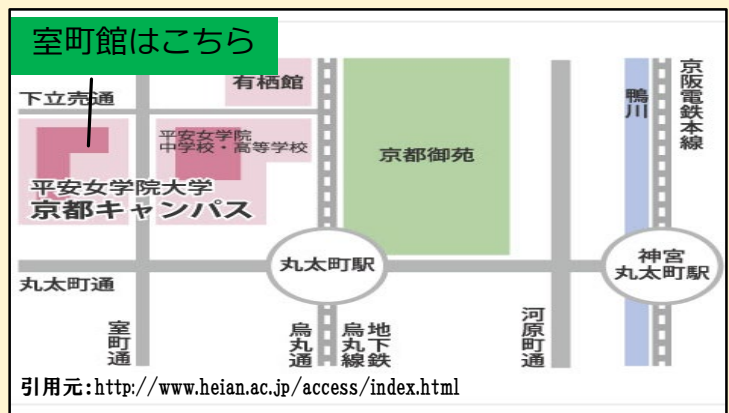 室町館はこちら
有栖館
下立売通
平安女学院
中学校・高等学校
平安女学院大学
京都キャンパス
京都御苑
鴨川
京阪電鉄本線
丸太町駅
神宮
丸太町駅
丸太町通
室町通
烏丸通
地下鉄
烏丸線
河原町通
引用元:http://www.heian.ac.jp/access/index.html